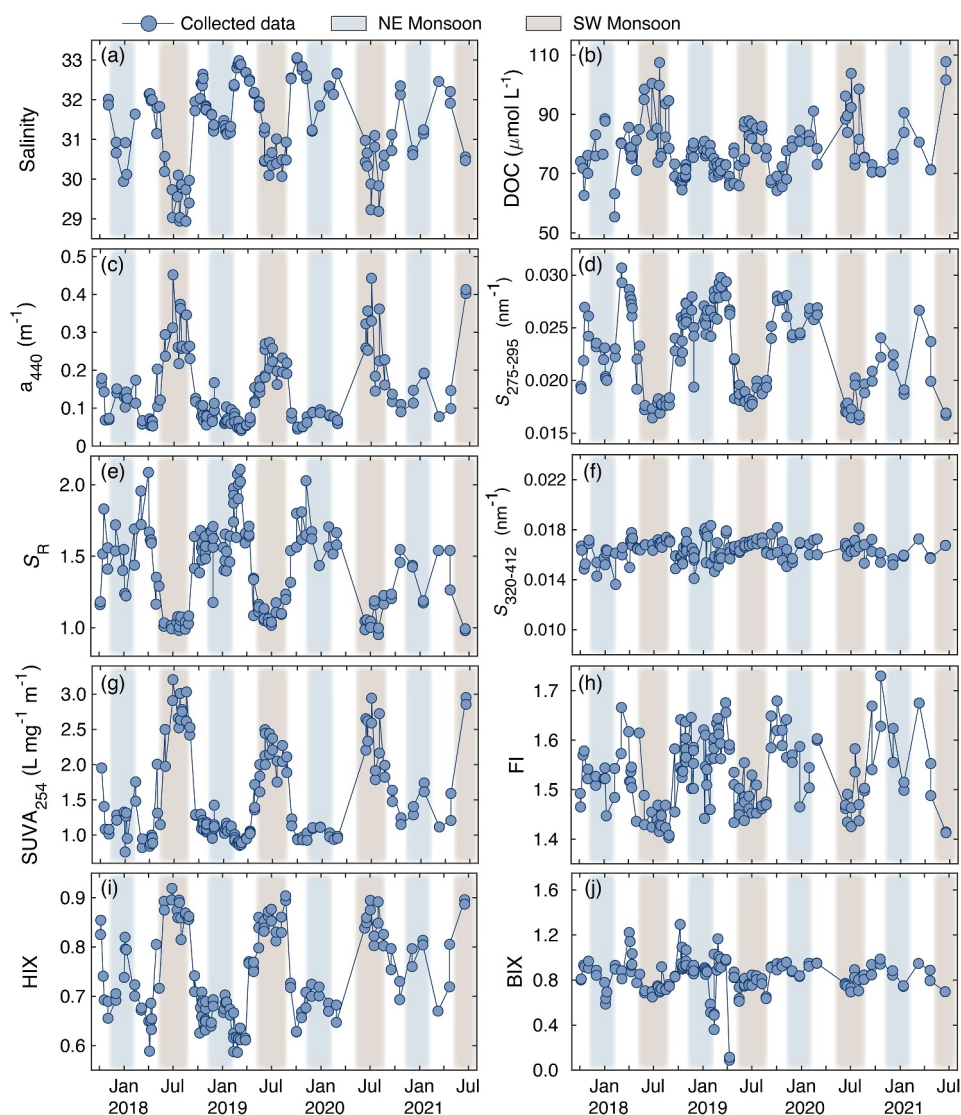 Collected data NE Monsoon SW Monsoon
(a) (b)
33 32 31 30 29
Salinity
110 90 70 50
DOC (μmol L⁻¹)
(c) (d)
0.5 0.4 0.3 0.2 0.1 0
a₄₄₀ (m⁻¹)
0.030 0.025 0.020 0.015
S₂₇₅₋₂₉₅ (nm⁻¹)
(e) (f)
2.0 1.5 1.0
S_R
0.022 0.018 0.014 0.010
S₃₂₀₋₄₁₂ (nm⁻¹)
(g) (h)
3.0 2.5 2.0 1.5 1.0
SUVA₂₅₄ (L mg⁻¹ m⁻¹)
1.7 1.6 1.5 1.4
FI
(i) (j)
0.9 0.8 0.7 0.6
HIX
1.6 1.2 0.8 0.4 0.0
BIX
Jan Jul Jan Jul Jan Jul Jan Jul Jan Jul Jan Jul Jan Jul Jan Jul
2018 2019 2020 2021 2018 2019 2020 2021